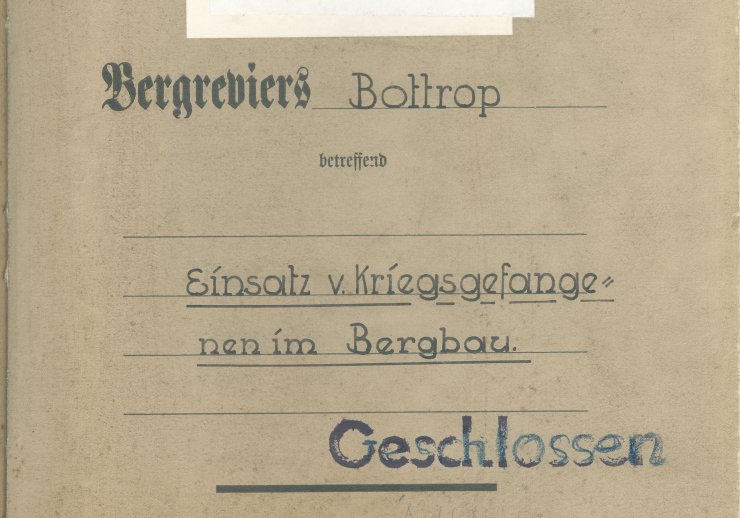 Bergreviers Bottrop
betreffend
Einsatz v. Kriegsgefange=
nen im Bergbau.
Geschlossen